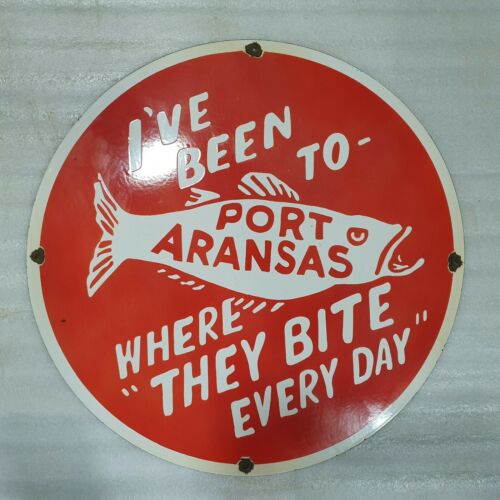 I'VE
BEEN TO-
PORT
ARANSAS
WHERE
"THEY BITE
EVERY DAY"